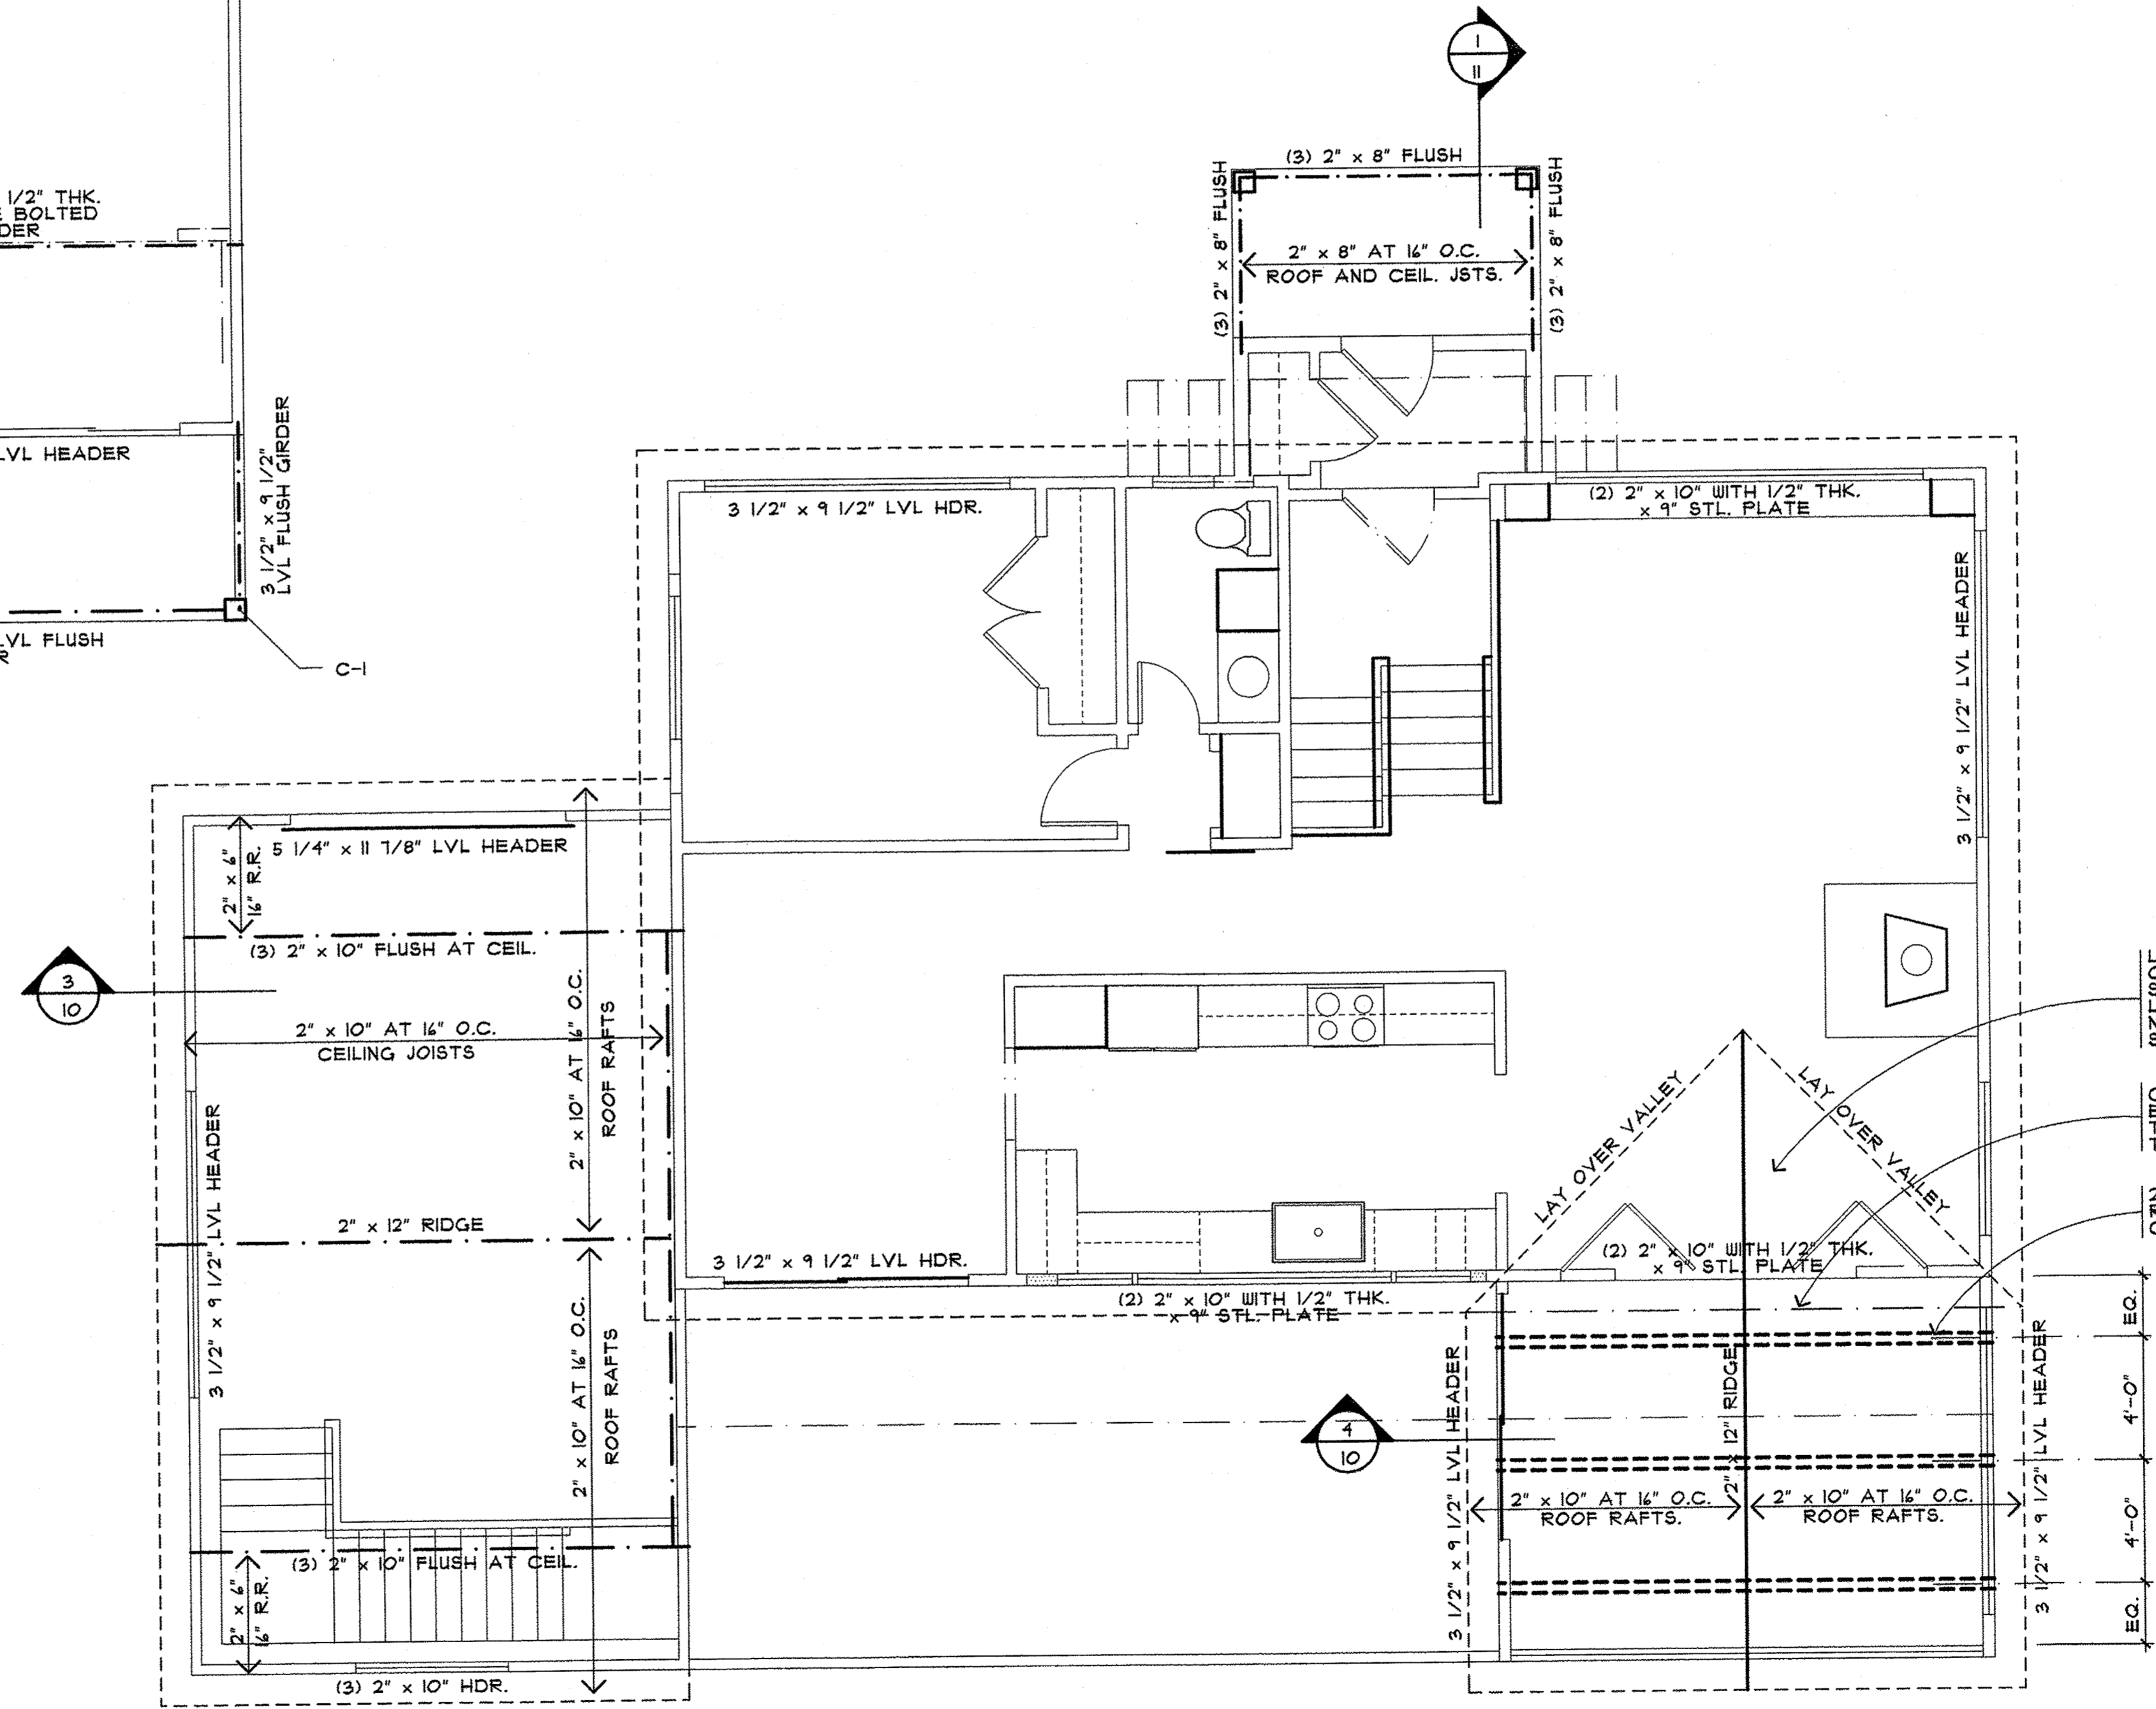 1
11
(3) 2" x 8" FLUSH
(3) 2" x 8" FLUSH
(3) 2" x 8" FLUSH
2" x 8" AT 16" O.C.
ROOF AND CEIL. JSTS.
1/2" THK.
BOLTED
LVL HEADER
3 1/2" x 9 1/2"
LVL FLUSH GIRDER
LVL FLUSH
C-1
3 1/2" x 9 1/2" LVL HDR.
(2) 2" x 10" WITH 1/2" THK.
x 9" STL. PLATE
3 1/2" x 9 1/2" LVL HEADER
5 1/4" x 11 7/8" LVL HEADER
2" x 6"
16" R.R.
(3) 2" x 10" FLUSH AT CEIL.
3
10
2" x 10" AT 16" O.C.
CEILING JOISTS
2" x 10" AT 16" O.C.
ROOF RAFTS
3 1/2" x 9 1/2" LVL HEADER
2" x 12" RIDGE
3 1/2" x 9 1/2" LVL HDR.
LAY OVER VALLEY
LAY OVER VALLEY
(2) 2" x 10" WITH 1/2" THK.
x 9" STL. PLATE
(2) 2" x 10" WITH 1/2" THK.
x 9" STL. PLATE
2" x 10" AT 16" O.C.
ROOF RAFTS
3 1/2" x 9 1/2" LVL HEADER
2" x 12" RIDGE
3 1/2" x 9 1/2" LVL HEADER
EQ.
4'-0"
4'-0"
EQ.
4
10
2" x 10" AT 16" O.C.
ROOF RAFTS.
2" x 10" AT 16" O.C.
ROOF RAFTS.
(3) 2" x 10" FLUSH AT CEIL.
2" x 6"
16" R.R.
(3) 2" x 10" HDR.